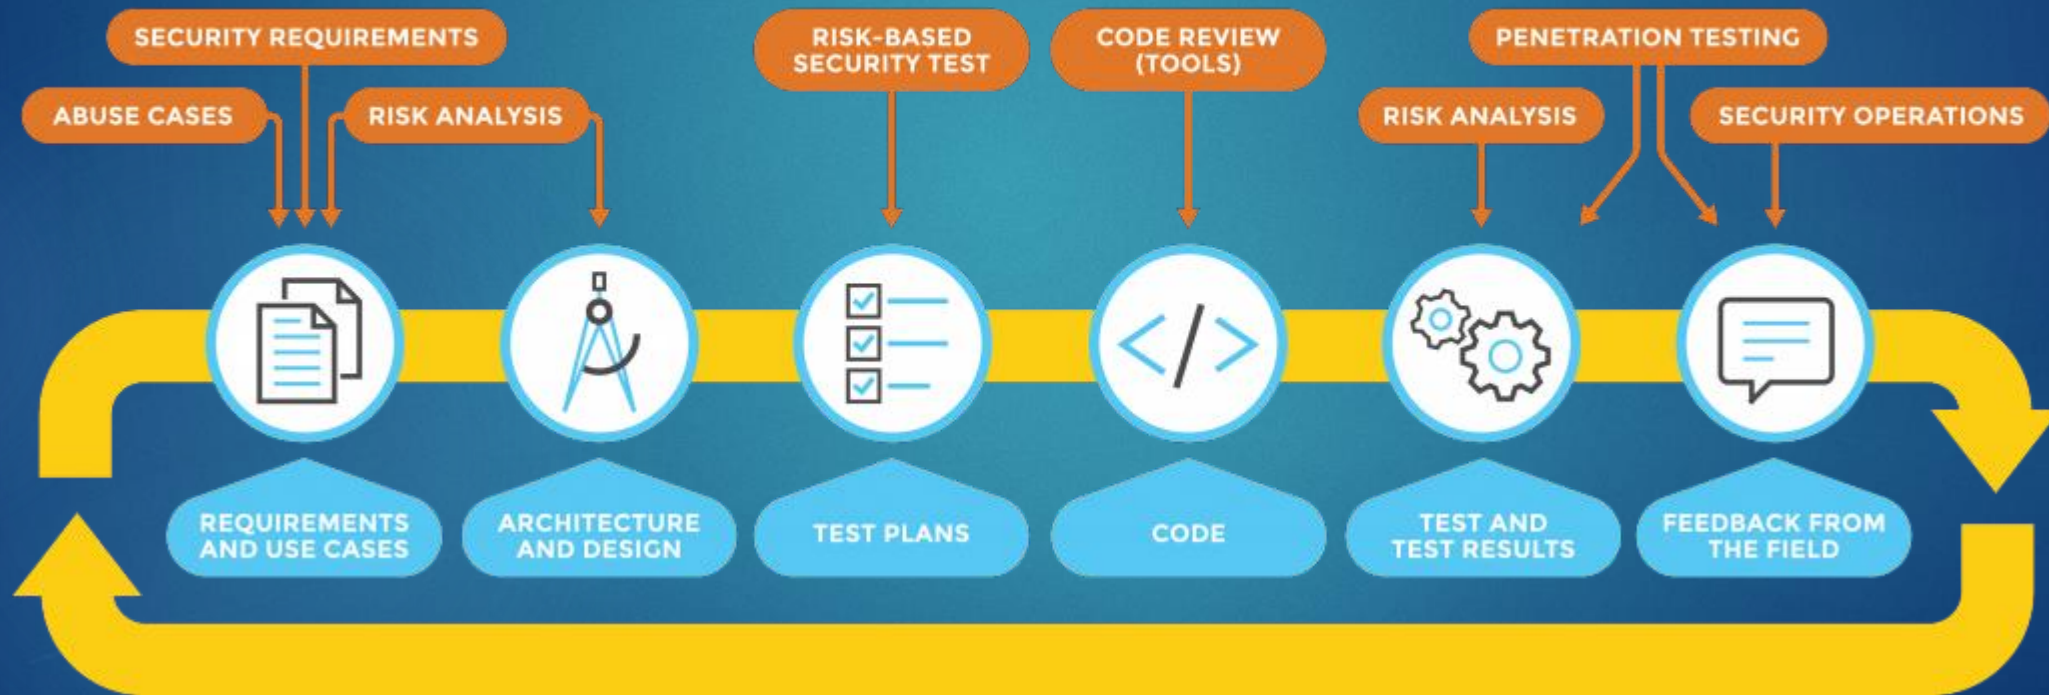 SECURITY REQUIREMENTS
ABUSE CASES
RISK ANALYSIS
RISK-BASED
SECURITY TEST
CODE REVIEW
(TOOLS)
PENETRATION TESTING
RISK ANALYSIS
SECURITY OPERATIONS
</>
REQUIREMENTS
AND USE CASES
ARCHITECTURE
AND DESIGN
TEST PLANS
CODE
TEST AND
TEST RESULTS
FEEDBACK FROM
THE FIELD